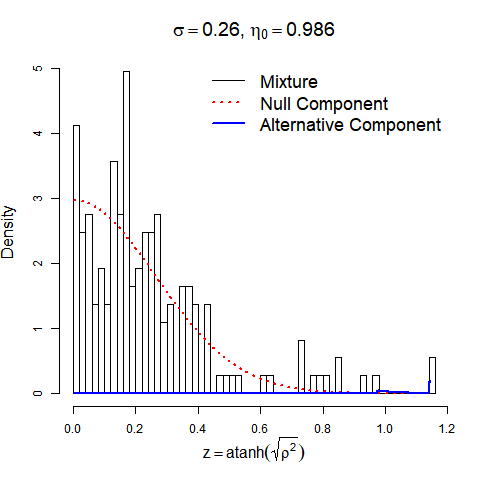 σ = 0.26, η₀ = 0.986
Mixture
Null Component
Alternative Component
Density
5
4
3
2
1
0
0.0 0.2 0.4 0.6 0.8 1.0 1.2
z = atanh(√ρ²)